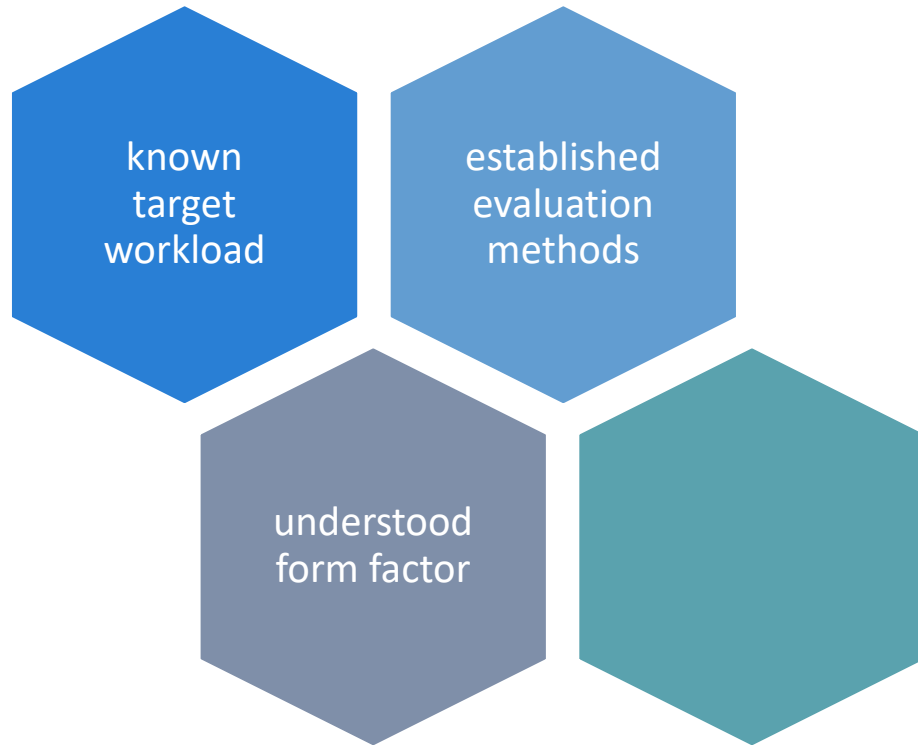 known
target
workload
established
evaluation
methods
understood
form factor